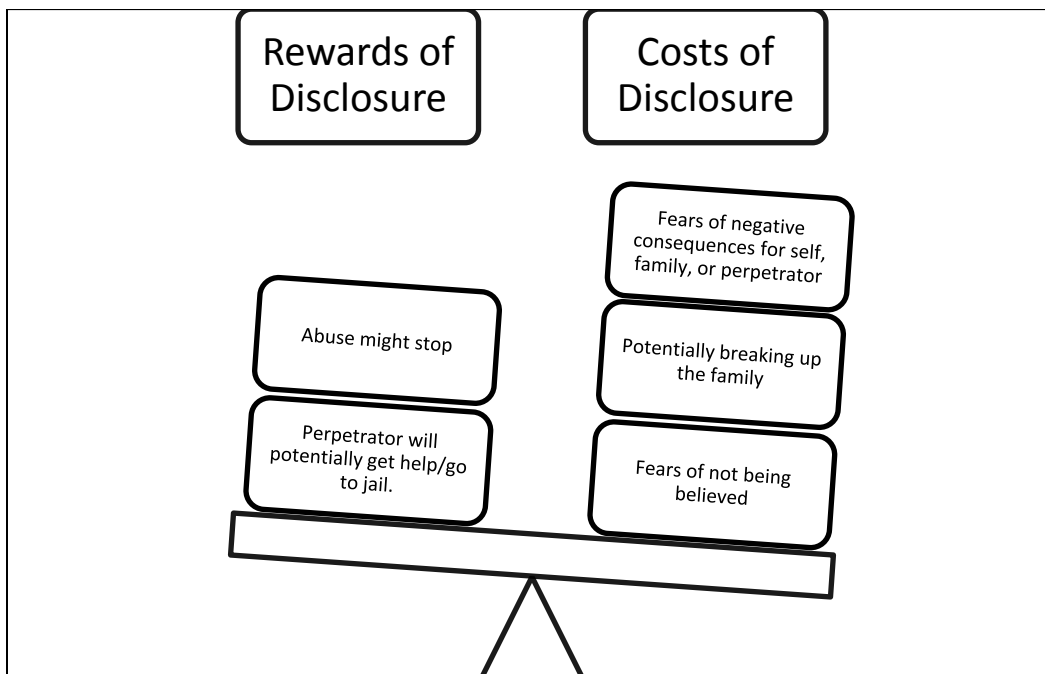 Rewards of
Disclosure
Costs of
Disclosure
Abuse might stop
Perpetrator will
potentially get help/go
to jail.
Fears of negative
consequences for self,
family, or perpetrator
Potentially breaking up
the family
Fears of not being
believed